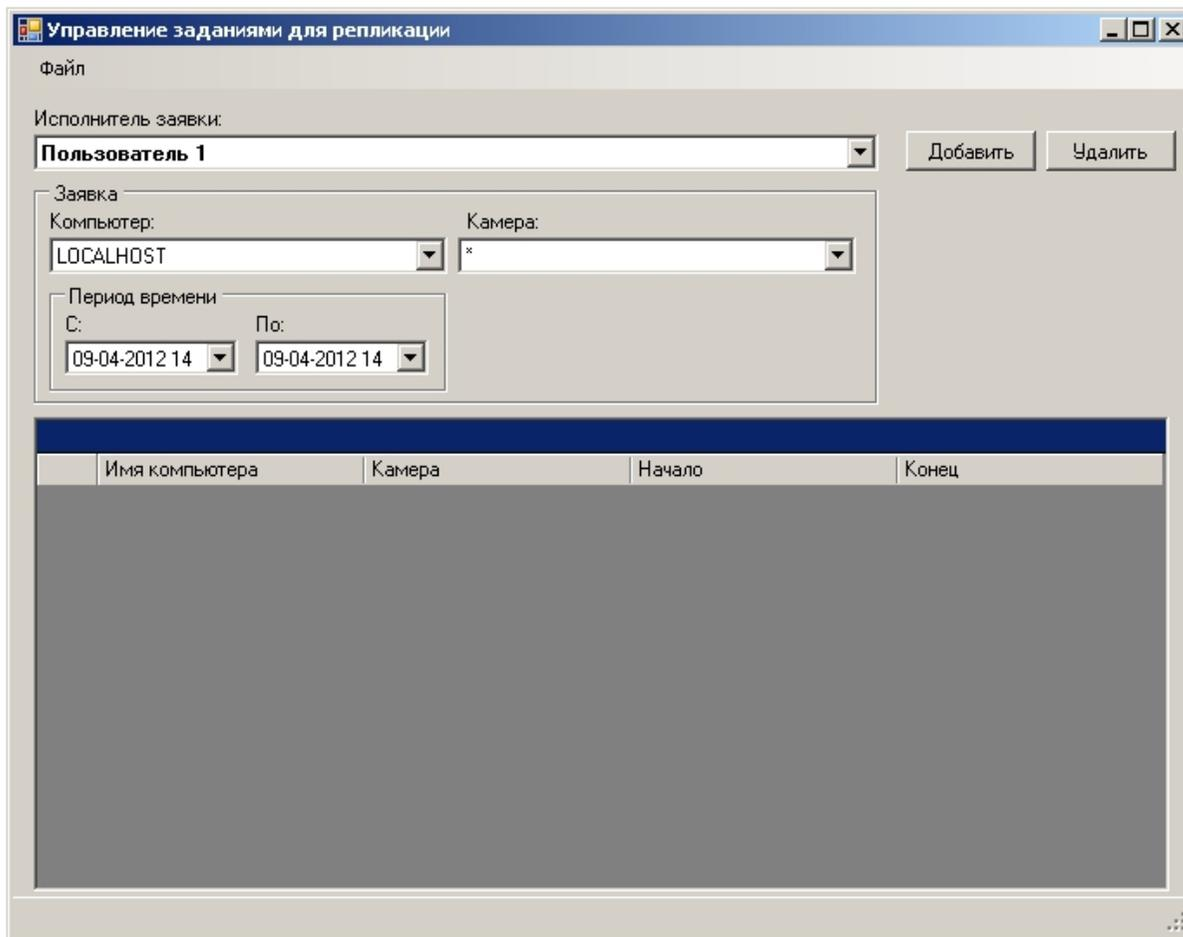 Управление заданиями для репликации
Файл
Исполнитель заявки:
Пользователь 1
Добавить Удалить
Заявка
Компьютер: Камера:
LOCALHOST *
Период времени
С: По:
09-04-2012 14 09-04-2012 14
Имя компьютера Камера Начало Конец